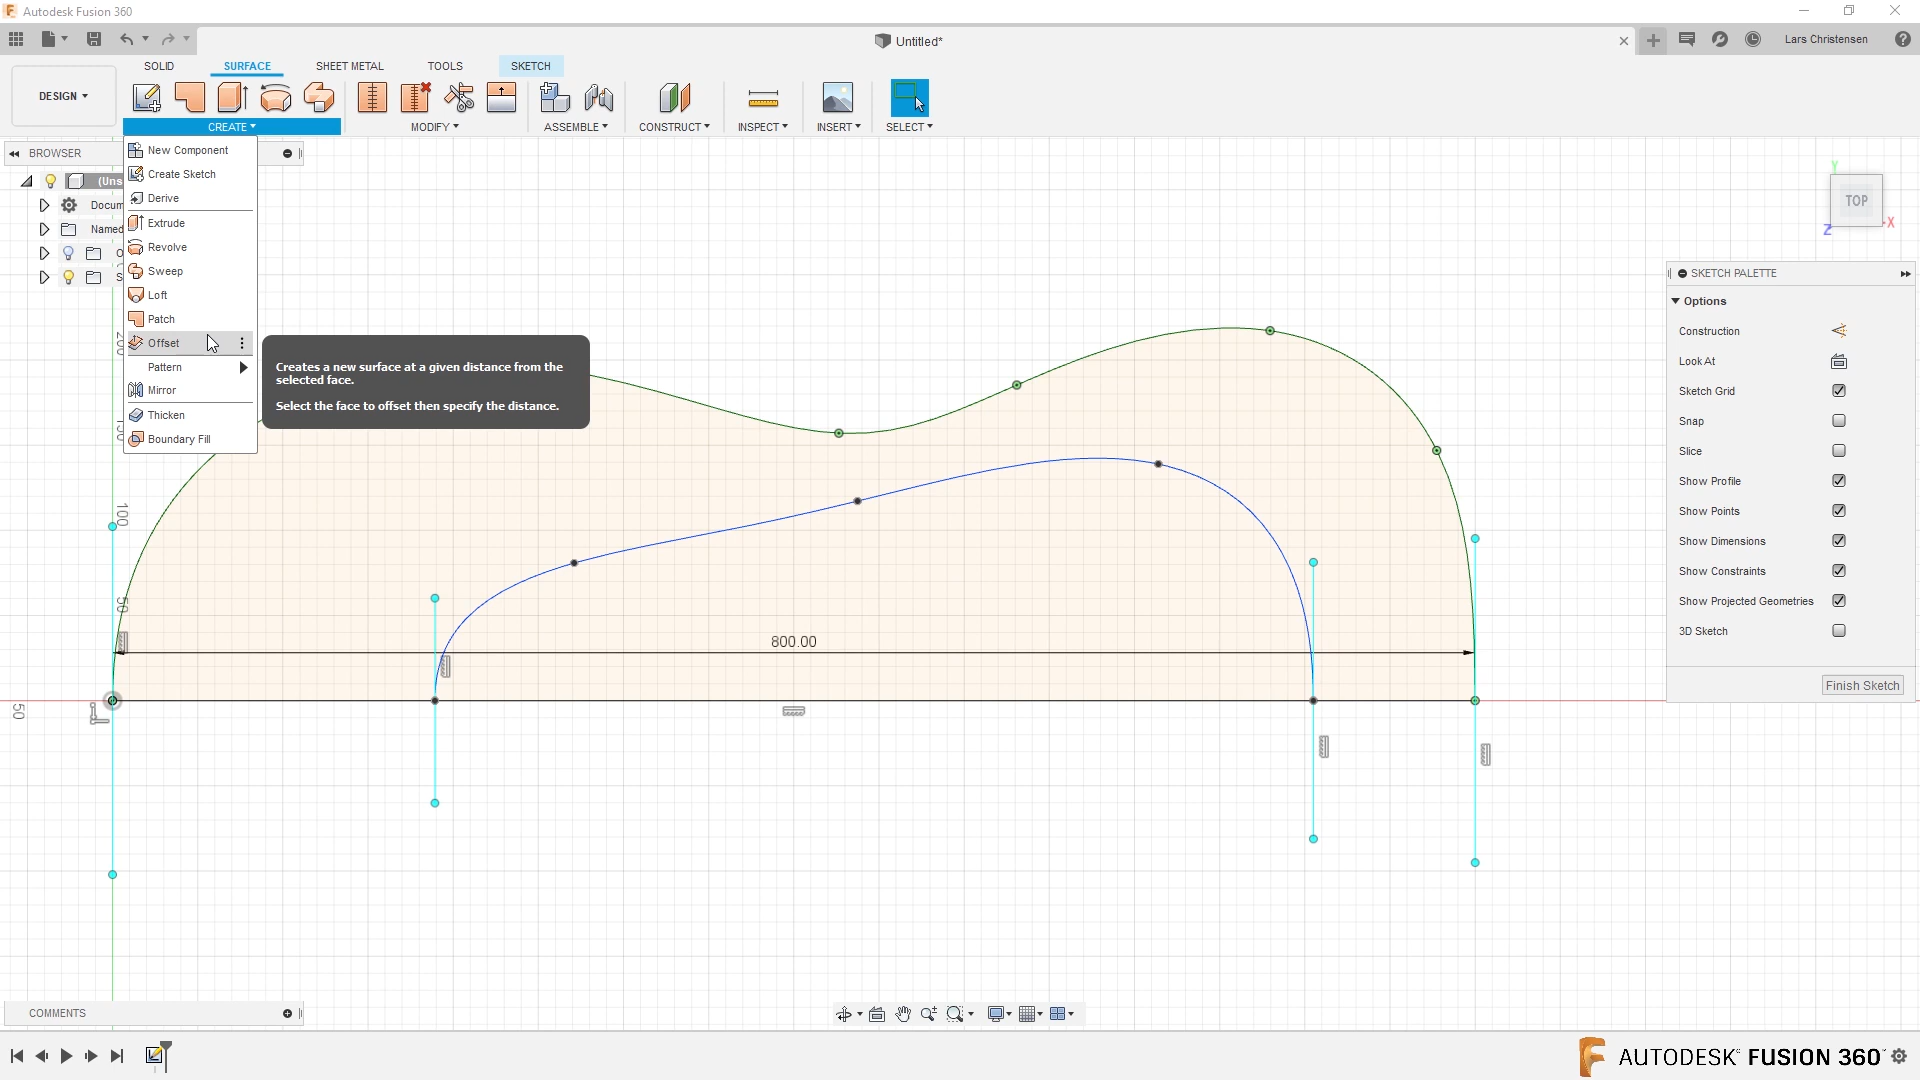 Autodesk Fusion 360
Untitled*
Lars Christensen
DESIGN
SOLID
SURFACE
SHEET METAL
TOOLS
SKETCH
CREATE
MODIFY
ASSEMBLE
CONSTRUCT
INSPECT
INSERT
SELECT
BROWSER
(Uns
Docum
Named
O
S
New Component
Create Sketch
Derive
Extrude
Revolve
Sweep
Loft
Patch
Offset
Pattern
Mirror
Thicken
Boundary Fill
Creates a new surface at a given distance from the
selected face.
Select the face to offset then specify the distance.
200
150
100
50
50
800.00
Y
TOP
X
Z
SKETCH PALETTE
Options
Construction
Look At
Sketch Grid
Snap
Slice
Show Profile
Show Points
Show Dimensions
Show Constraints
Show Projected Geometries
3D Sketch
Finish Sketch
COMMENTS
AUTODESK FUSION 360